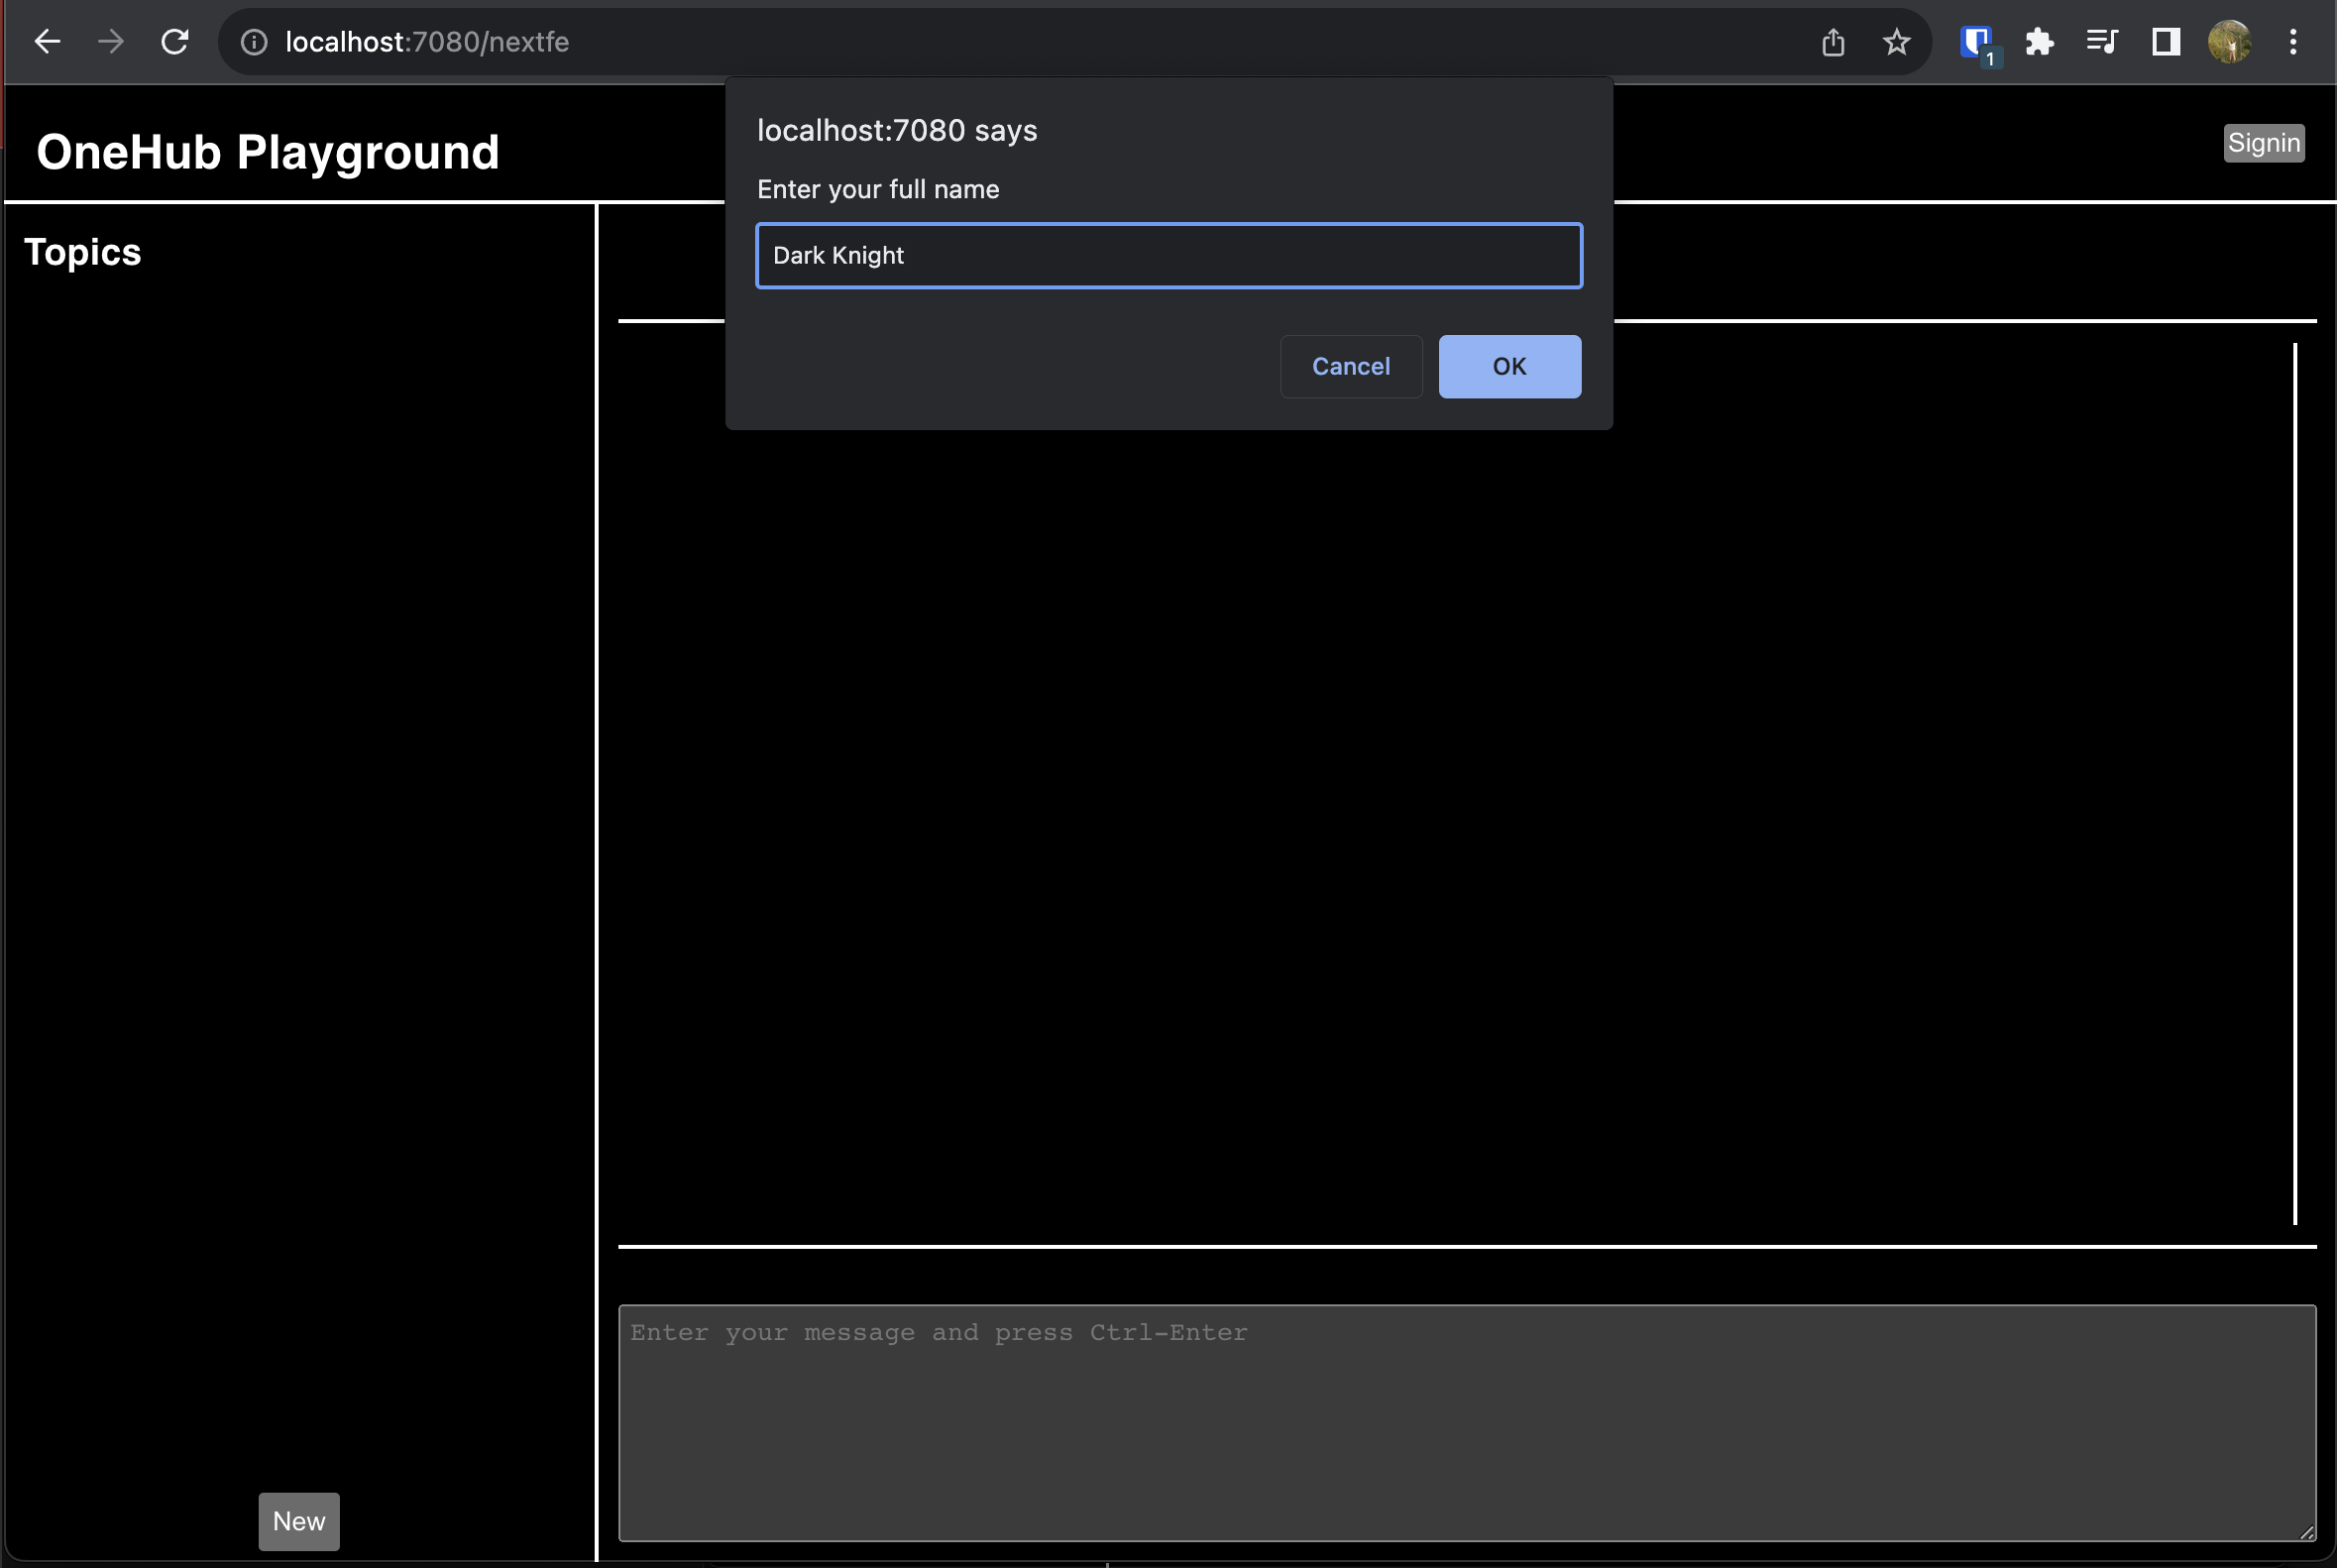 localhost:7080/nextfe
1
localhost:7080 says
OneHub Playground
Signin
Enter your full name
Dark Knight
Topics
Cancel
OK
Enter your message and press Ctrl-Enter
New